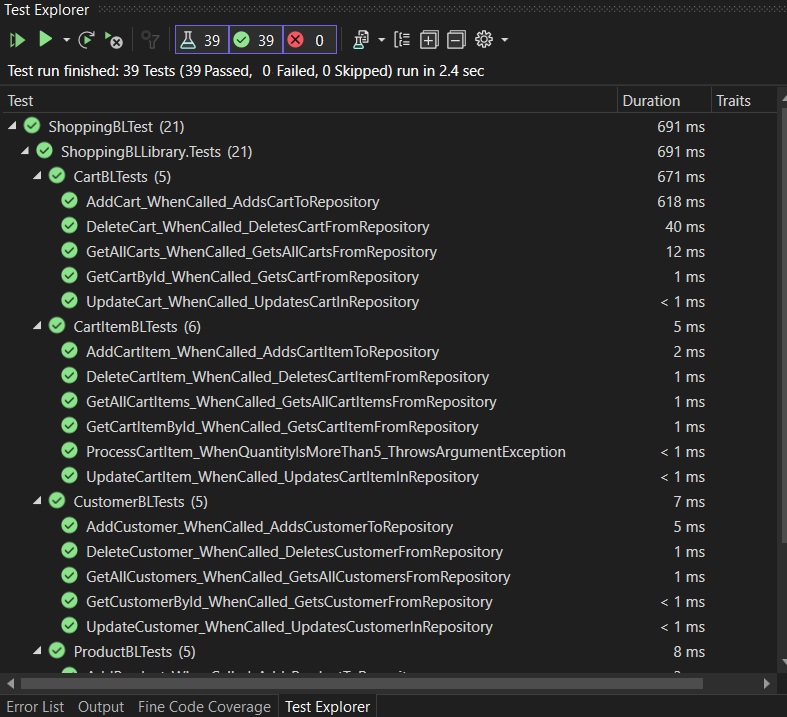 Test Explorer
39 39 0
Test run finished: 39 Tests (39 Passed, 0 Failed, 0 Skipped) run in 2.4 sec
Test Duration Traits
ShoppingBLTest (21) 691 ms
ShoppingBLLibrary.Tests (21) 691 ms
CartBLTests (5) 671 ms
AddCart_WhenCalled_AddsCartToRepository 618 ms
DeleteCart_WhenCalled_DeletesCartFromRepository 40 ms
GetAllCarts_WhenCalled_GetsAllCartsFromRepository 12 ms
GetCartById_WhenCalled_GetsCartFromRepository 1 ms
UpdateCart_WhenCalled_UpdatesCartInRepository < 1 ms
CartItemBLTests (6) 5 ms
AddCartItem_WhenCalled_AddsCartItemToRepository 2 ms
DeleteCartItem_WhenCalled_DeletesCartItemFromRepository 1 ms
GetAllCartItems_WhenCalled_GetsAllCartItemsFromRepository 1 ms
GetCartItemById_WhenCalled_GetsCartItemFromRepository 1 ms
ProcessCartItem_WhenQuantityIsMoreThan5_ThrowsArgumentException < 1 ms
UpdateCartItem_WhenCalled_UpdatesCartItemInRepository < 1 ms
CustomerBLTests (5) 7 ms
AddCustomer_WhenCalled_AddsCustomerToRepository 5 ms
DeleteCustomer_WhenCalled_DeletesCustomerFromRepository 1 ms
GetAllCustomers_WhenCalled_GetsAllCustomersFromRepository 1 ms
GetCustomerById_WhenCalled_GetsCustomerFromRepository < 1 ms
UpdateCustomer_WhenCalled_UpdatesCustomerInRepository < 1 ms
ProductBLTests (5) 8 ms
Error List Output Fine Code Coverage Test Explorer